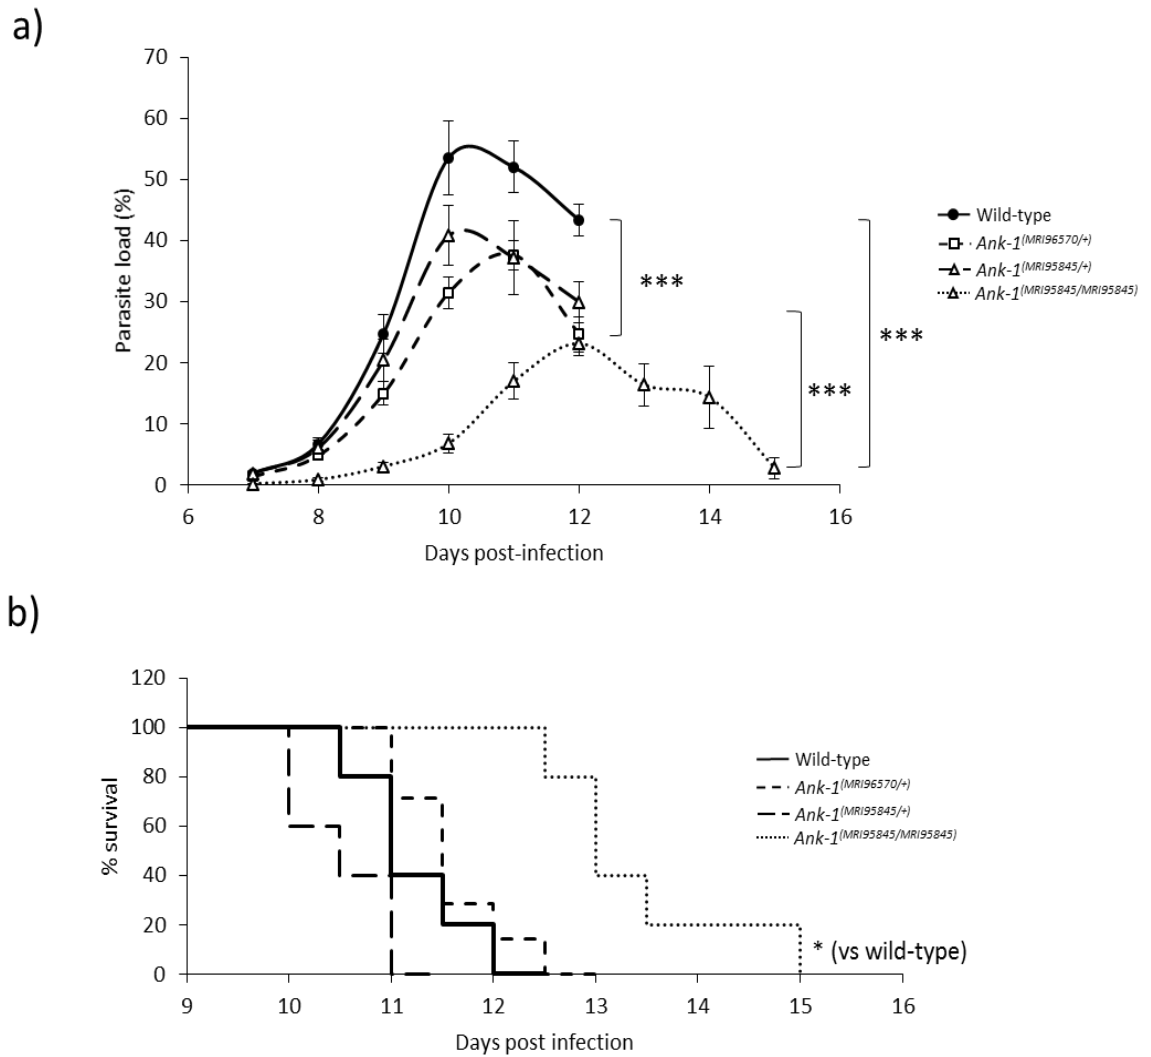 a)
70
60
50
40
30
20
10
0
Parasite load (%)
6 8 10 12 14 16
Days post-infection
***
***
***
Wild-type
Ank-1(MRI96570/+)
Ank-1(MRI95845/+)
Ank-1(MRI95845/MRI95845)
b)
120
100
80
60
40
20
0
% survival
9 10 11 12 13 14 15 16
Days post infection
Wild-type
Ank-1(MRI96570/+)
Ank-1(MRI95845/+)
Ank-1(MRI95845/MRI95845)
* (vs wild-type)